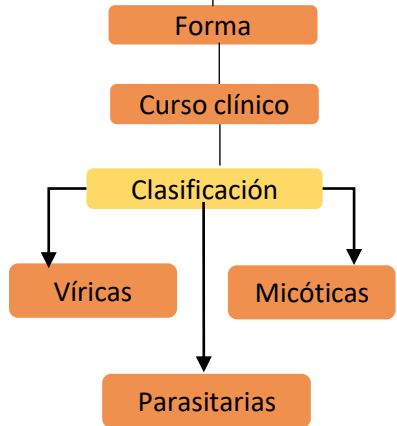 Forma
Curso clínico
Clasificación
Víricas
Micóticas
Parasitarias